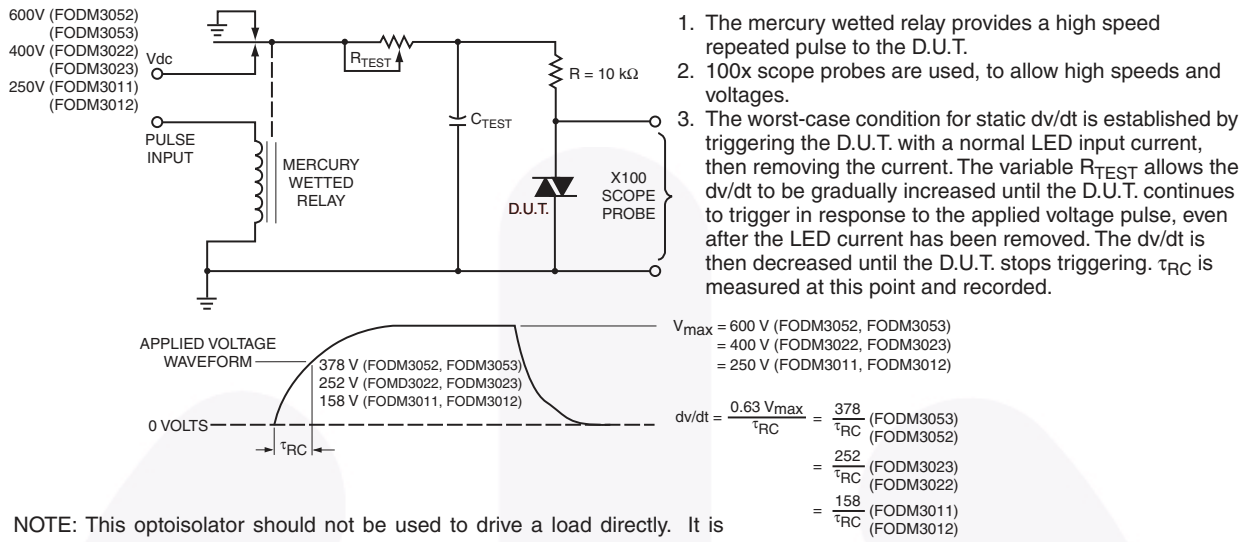 600V (FODM3052)
(FODM3053)
400V (FODM3022)
(FODM3023)
250V (FODM3011)
(FODM3012)
Vdc
PULSE
INPUT
MERCURY
WETTED
RELAY
RTEST
CTEST
R = 10 kΩ
D.U.T.
X100
SCOPE
PROBE
1. The mercury wetted relay provides a high speed
repeated pulse to the D.U.T.
2. 100x scope probes are used, to allow high speeds and
voltages.
3. The worst-case condition for static dv/dt is established by
triggering the D.U.T. with a normal LED input current,
then removing the current. The variable RTEST allows the
dv/dt to be gradually increased until the D.U.T. continues
to trigger in response to the applied voltage pulse, even
after the LED current has been removed. The dv/dt is
then decreased until the D.U.T. stops triggering. τRC is
measured at this point and recorded.
APPLIED VOLTAGE
WAVEFORM
378 V (FODM3052, FODM3053)
252 V (FOMD3022, FODM3023)
158 V (FODM3011, FODM3012)
0 VOLTS
τRC
Vmax = 600 V (FODM3052, FODM3053)
= 400 V (FODM3022, FODM3023)
= 250 V (FODM3011, FODM3012)
dv/dt = 0.63 Vmax / τRC = 378 / τRC (FODM3053)
(FODM3052)
= 252 / τRC (FODM3023)
(FODM3022)
= 158 / τRC (FODM3011)
(FODM3012)
NOTE: This optoisolator should not be used to drive a load directly. It is